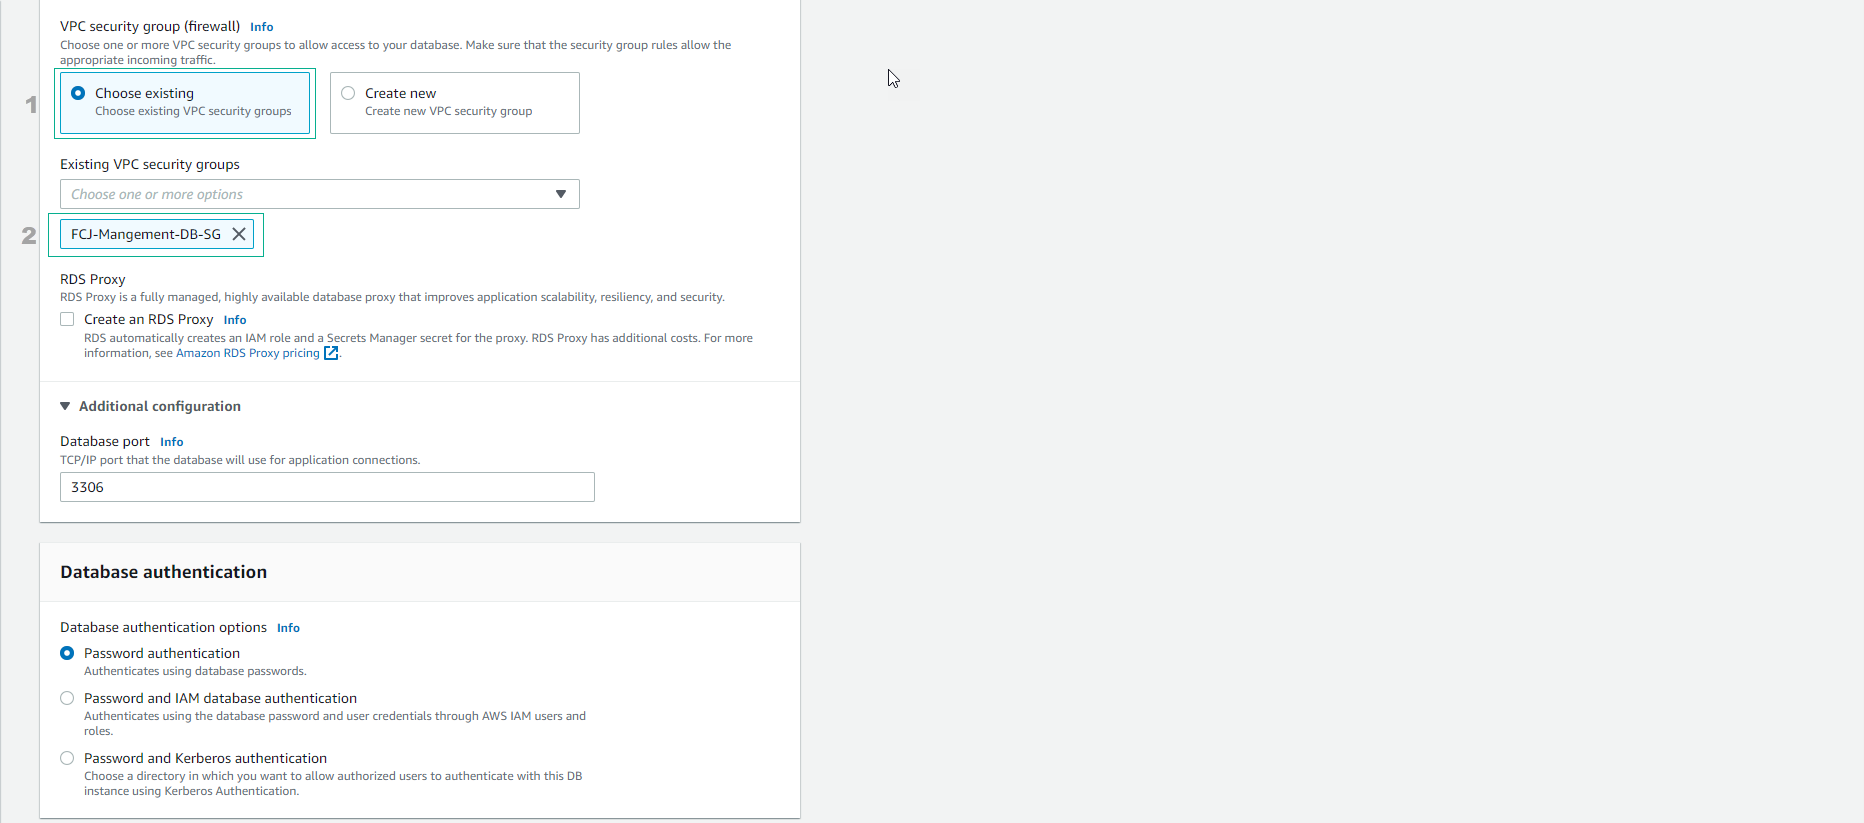 VPC security group (firewall) Info
Choose one or more VPC security groups to allow access to your database. Make sure that the security group rules allow the
appropriate incoming traffic.
1
Choose existing
Choose existing VPC security groups
Create new
Create new VPC security group
Existing VPC security groups
Choose one or more options
2
FCJ-Mangement-DB-SG
RDS Proxy
RDS Proxy is a fully managed, highly available database proxy that improves application scalability, resiliency, and security.
Create an RDS Proxy Info
RDS automatically creates an IAM role and a Secrets Manager secret for the proxy. RDS Proxy has additional costs. For more
information, see Amazon RDS Proxy pricing.
Additional configuration
Database port Info
TCP/IP port that the database will use for application connections.
3306
Database authentication
Database authentication options Info
Password authentication
Authenticates using database passwords.
Password and IAM database authentication
Authenticates using the database password and user credentials through AWS IAM users and
roles.
Password and Kerberos authentication
Choose a directory in which you want to allow authorized users to authenticate with this DB
instance using Kerberos Authentication.